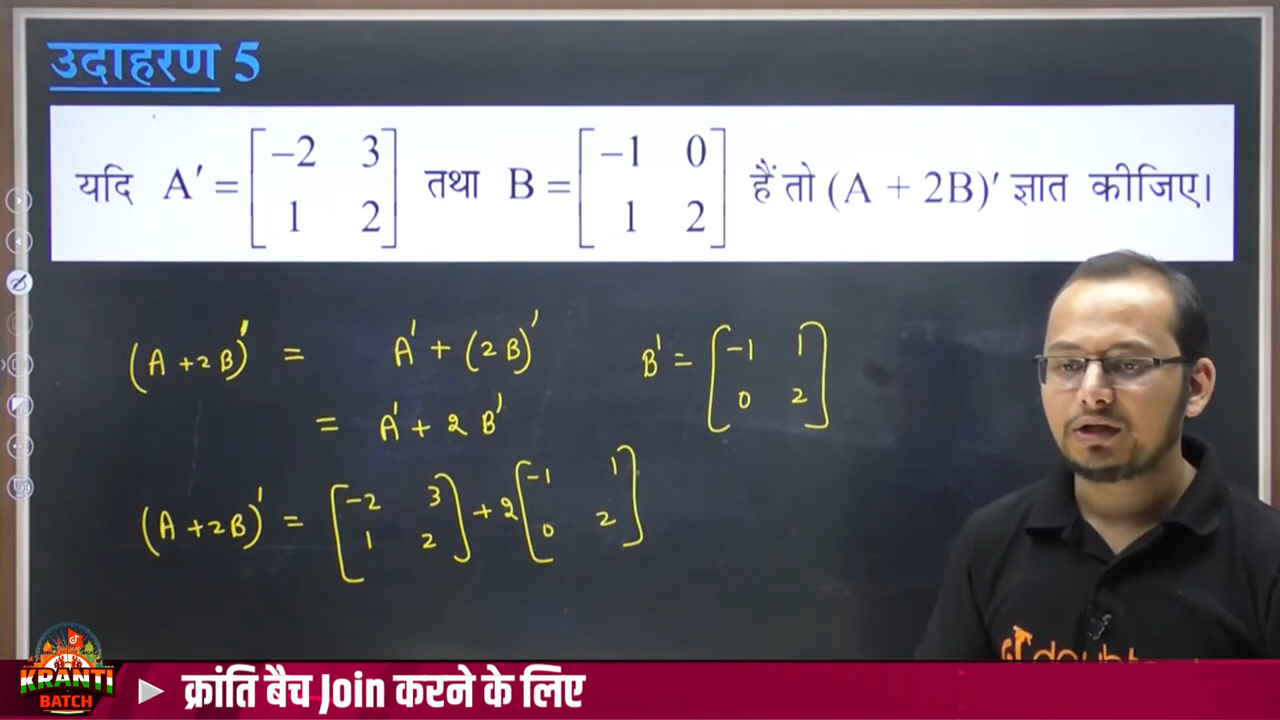 उदाहरण 5
यदि A′ = [−2 3; 1 2] तथा B = [−1 0; 1 2] हैं तो (A + 2B)′ ज्ञात कीजिए।
(A+2B)' = A' + (2B)'
B' = [-1 1; 0 2]
= A' + 2B'
(A+2B)' = [-2 3; 1 2] + 2[-1 1; 0 2]
KRANTI
BATCH
क्रांति बैच Join करने के लिए